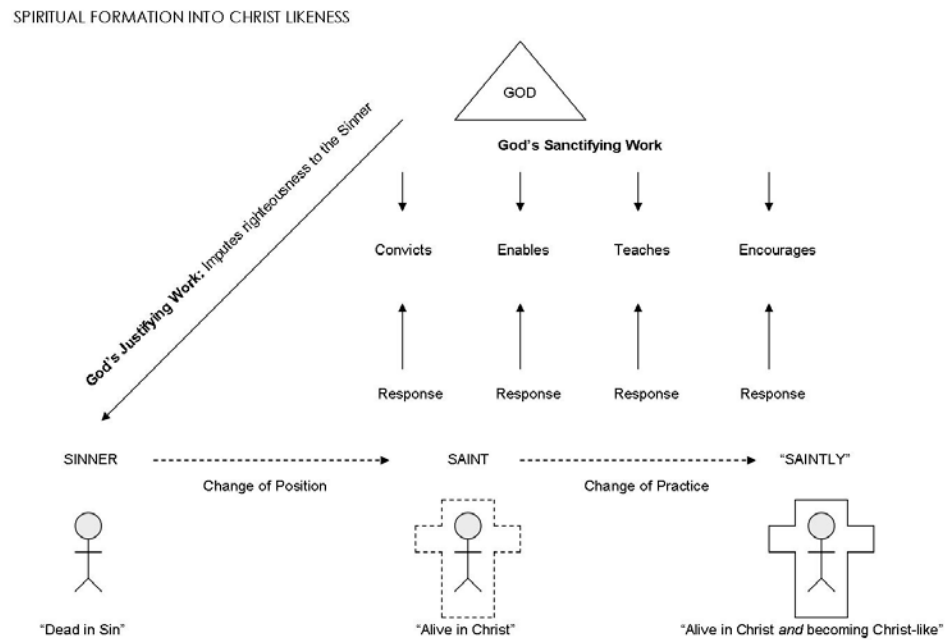 SPIRITUAL FORMATION INTO CHRIST LIKENESS
GOD
God's Sanctifying Work
God's Justifying Work: Imputes righteousness to the Sinner
Convicts
Enables
Teaches
Encourages
Response
Response
Response
Response
SINNER
SAINT
“SAINTLY”
Change of Position
Change of Practice
“Dead in Sin”
“Alive in Christ”
“Alive in Christ and becoming Christ-like”